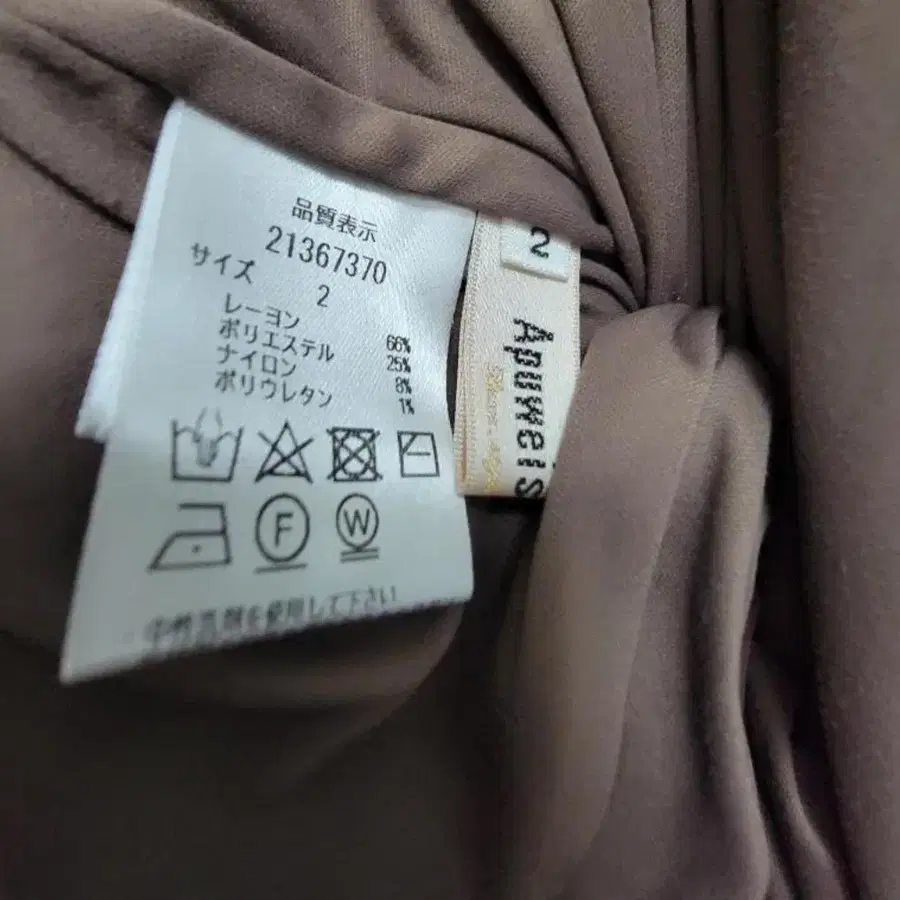 品質表示
21367370
サイズ
2
レーヨン 66%
ポリエステル 25%
ナイロン 8%
ポリウレタン 1%
F
W
中性洗剤を使用して下さい
2
Apuweis